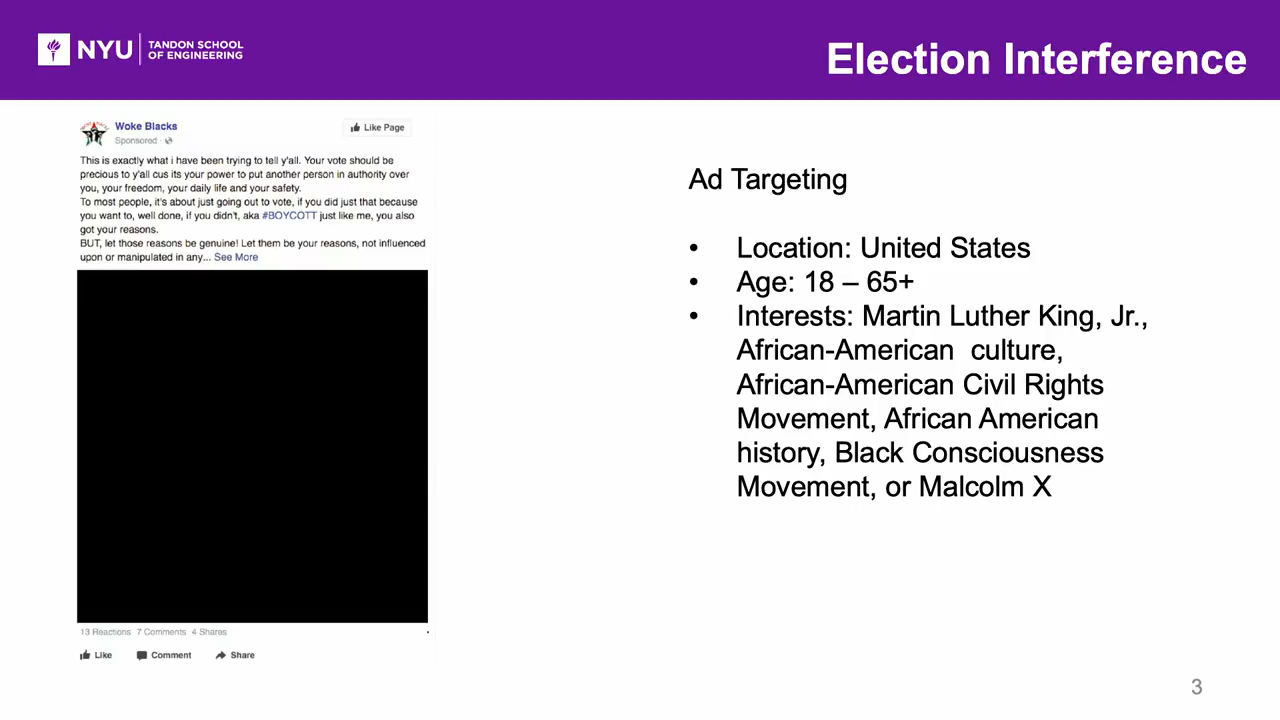 NYU
TANDON SCHOOL
OF ENGINEERING
Election Interference
Woke Blacks
Sponsored ·
Like Page
This is exactly what i have been trying to tell y'all. Your vote should be
precious to y'all cus its your power to put another person in authority over
you, your freedom, your daily life and your safety.
To most people, it's about just going out to vote, if you did just that because
you want to, well done, if you didn't, aka #BOYCOTT just like me, you also
got your reasons.
BUT, let those reasons be genuine! Let them be your reasons, not influenced
upon or manipulated in any... See More
13 Reactions 7 Comments 4 Shares
Like Comment Share
Ad Targeting
• Location: United States
• Age: 18 – 65+
• Interests: Martin Luther King, Jr.,
African-American culture,
African-American Civil Rights
Movement, African American
history, Black Consciousness
Movement, or Malcolm X
3